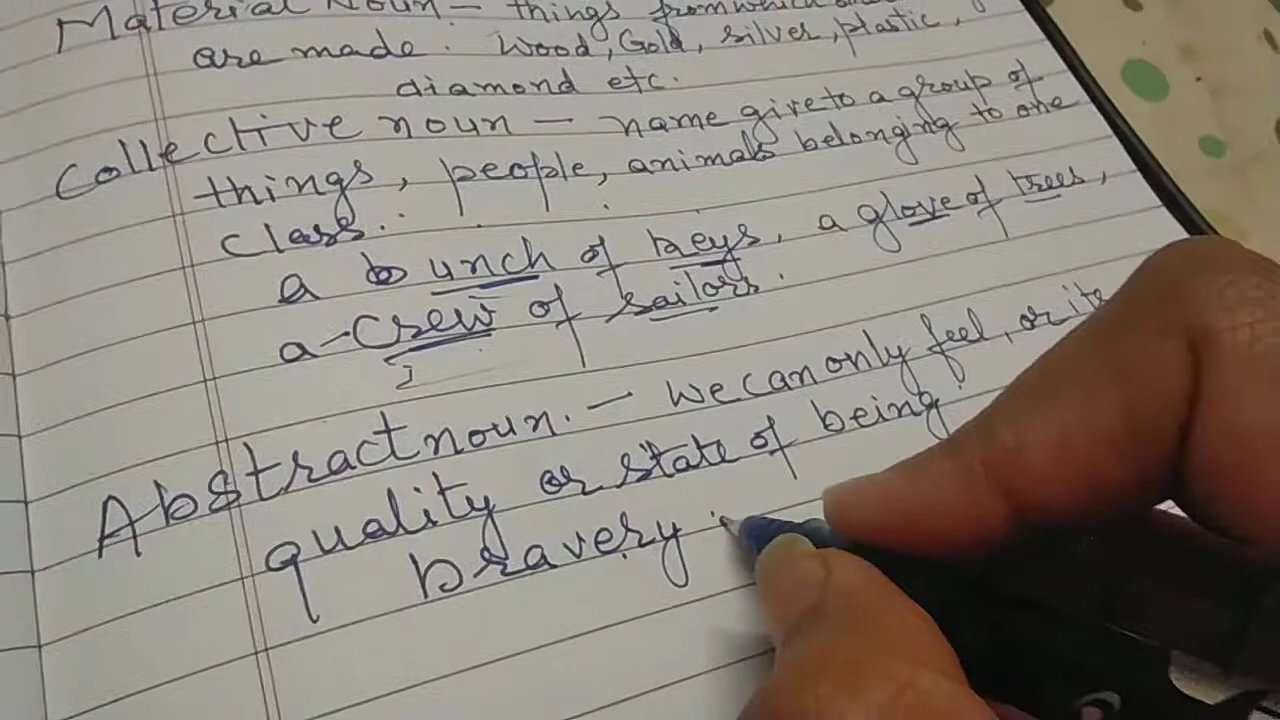 Material Noun - things from which
are made. Wood, Gold, silver, plastic,
diamond etc.
Collective noun - name give to a group of
things, people, animals belonging to one
class.
a bunch of keys, a glove of trees,
a - Crew of sailors.
Abstract noun. - We can only feel, or its
quality or state of being
bravery